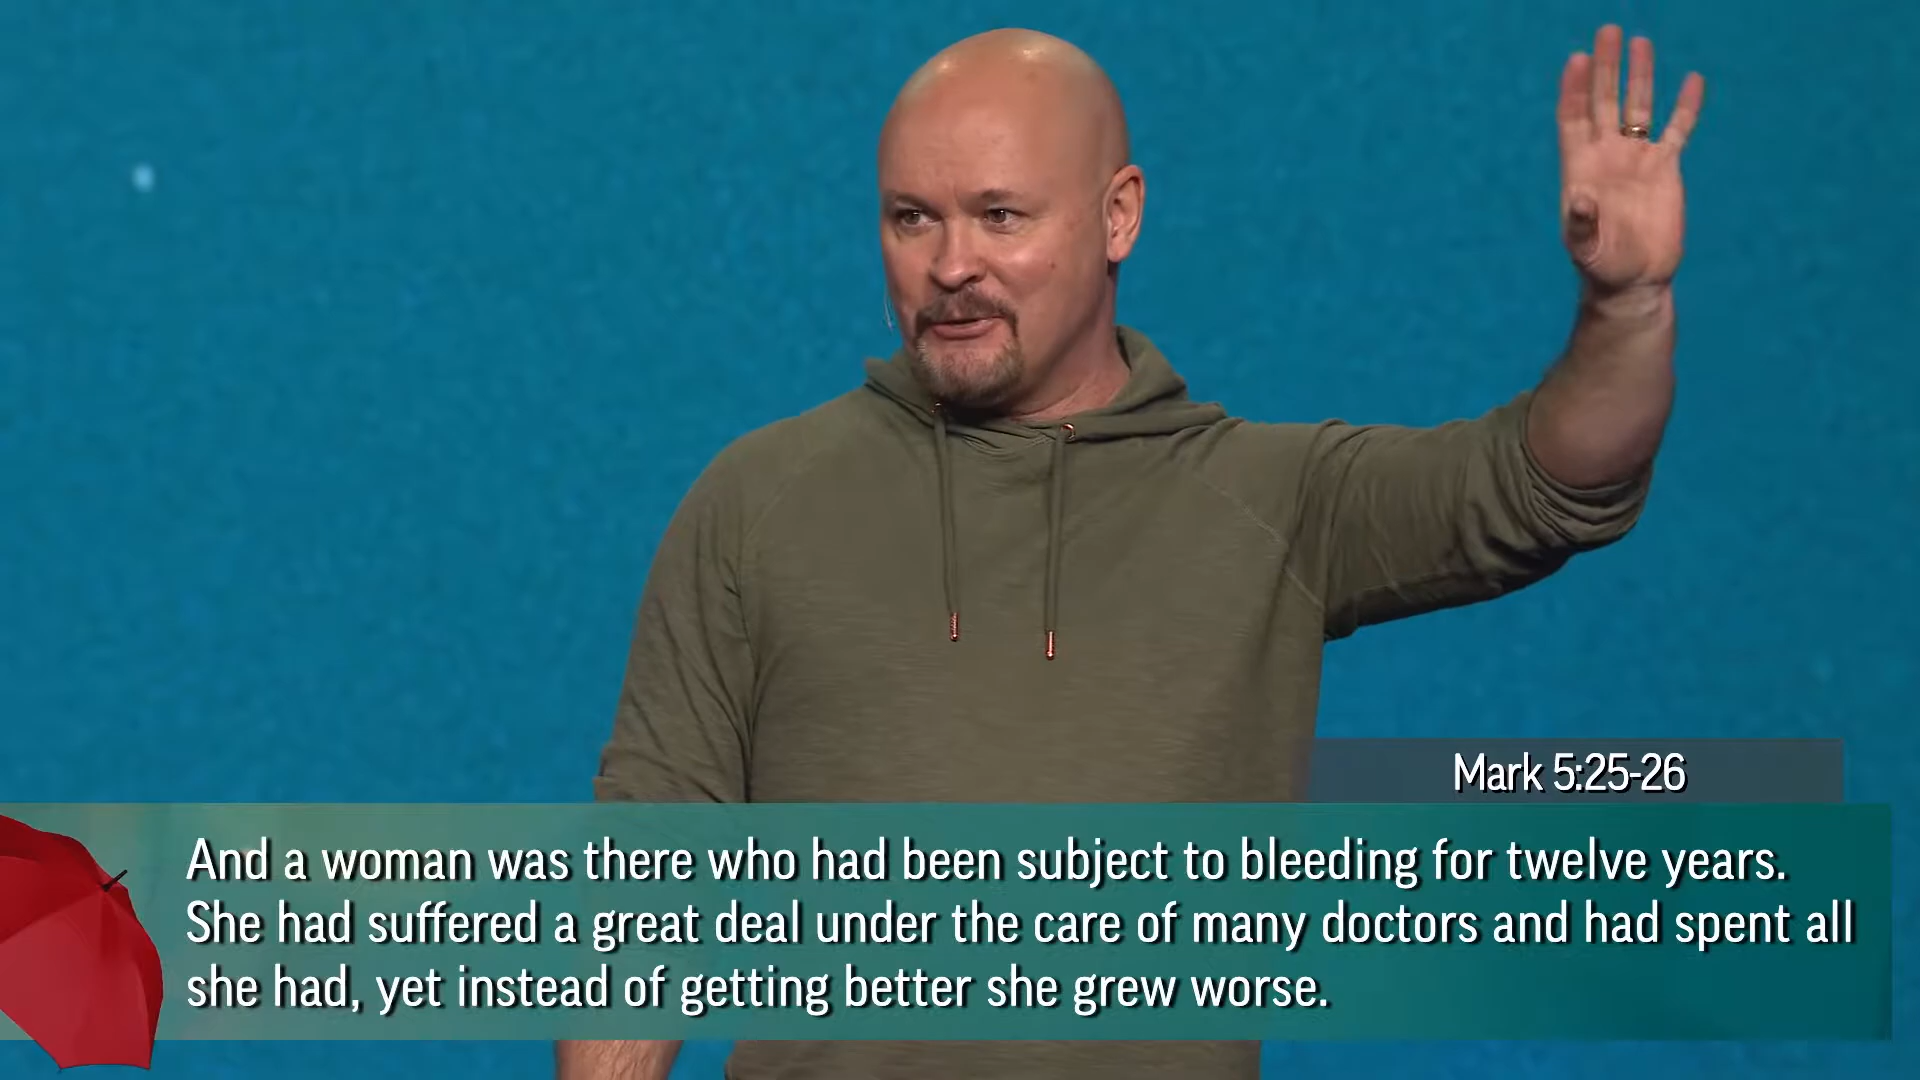 Mark 5:25-26
And a woman was there who had been subject to bleeding for twelve years.
She had suffered a great deal under the care of many doctors and had spent all
she had, yet instead of getting better she grew worse.